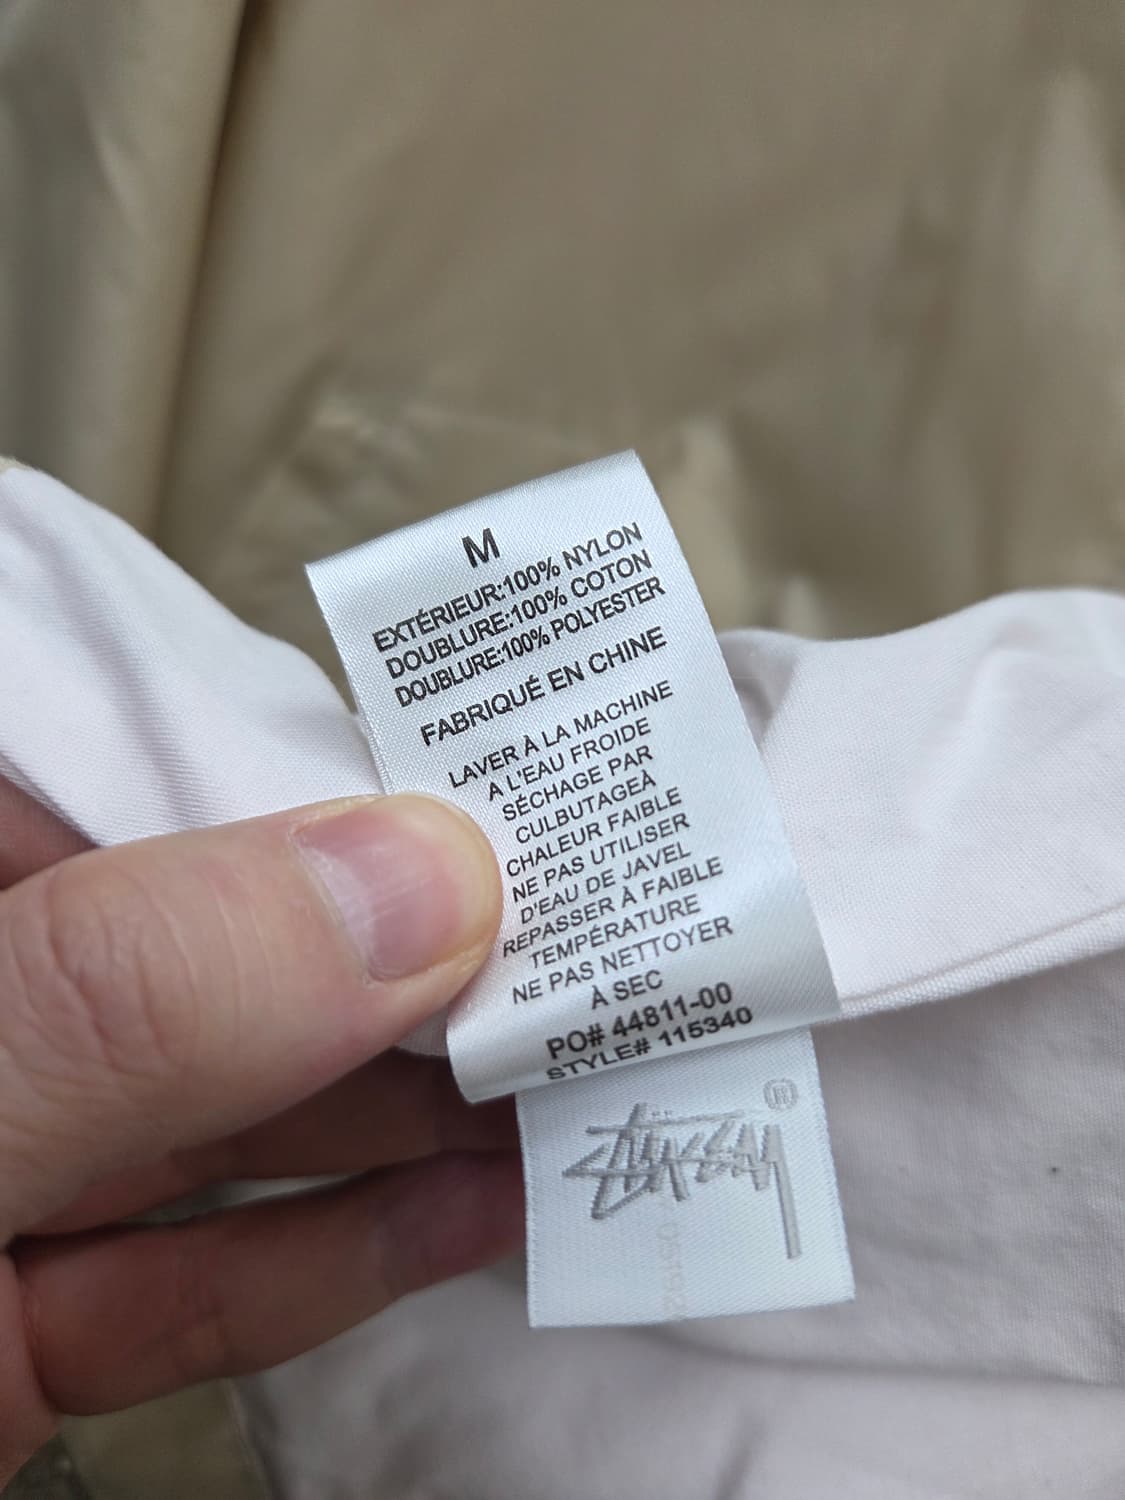 M
EXTÉRIEUR:100% NYLON
DOUBLURE:100% COTON
DOUBLURE:100% POLYESTER
FABRIQUÉ EN CHINE
LAVER À LA MACHINE
A L'EAU FROIDE
SÉCHAGE PAR
CULBUTAGEÀ
CHALEUR FAIBLE
NE PAS UTILISER
D'EAU DE JAVEL
REPASSER À FAIBLE
TEMPÉRATURE
NE PAS NETTOYER
À SEC
PO# 44811-00
STYLE# 115340
STÜSSY ®